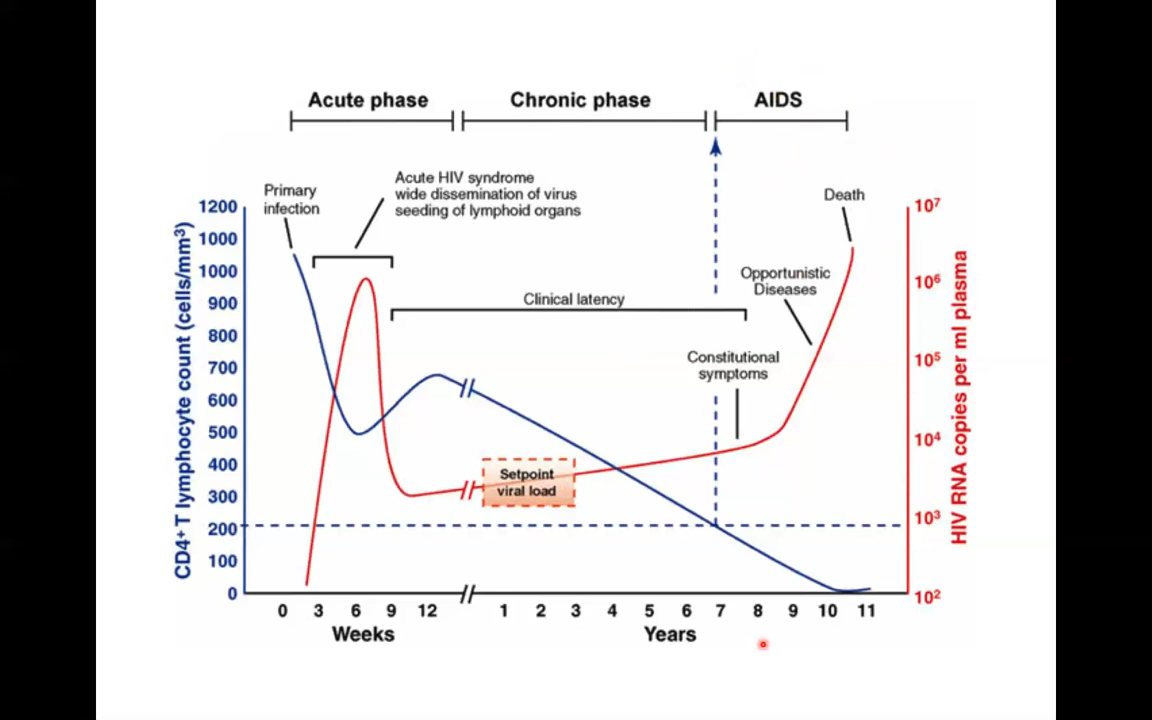 Acute phase
Chronic phase
AIDS
Primary
infection
Acute HIV syndrome
wide dissemination of virus
seeding of lymphoid organs
Death
Opportunistic
Diseases
Clinical latency
Constitutional
symptoms
Setpoint
viral load
CD4+ T lymphocyte count (cells/mm³)
1200
1000
1000
900
800
700
600
500
400
300
200
100
0
HIV RNA copies per ml plasma
10⁷
10⁶
10⁵
10⁴
10³
10²
0 3 6 9 12 1 2 3 4 5 6 7 8 9 10 11
Weeks Years